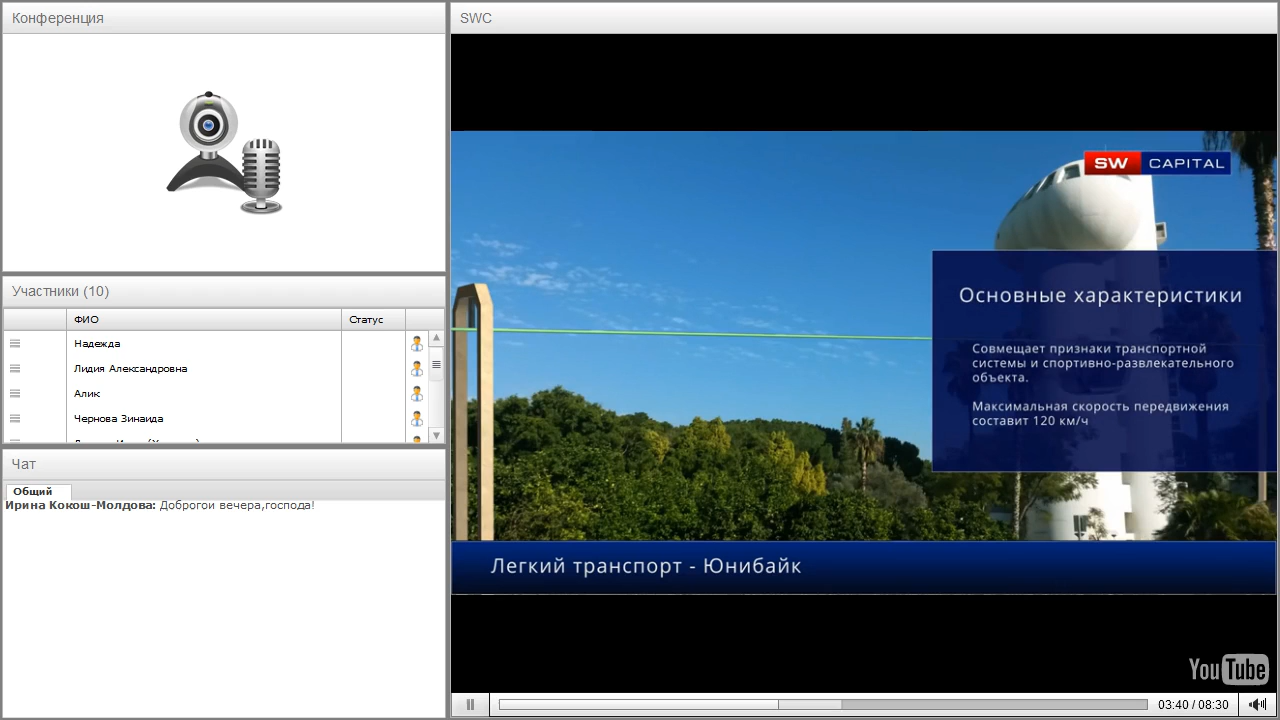 Конференция
SWC
SW CAPITAL
Основные характеристики
Совмещает признаки транспортной
системы и спортивно-развлекательного
объекта.
Максимальная скорость передвижения
составит 120 км/ч
Легкий транспорт - Юнибайк
YouTube
03:40 / 08:30
Участники (10)
ФИО Статус
Надежда
Лидия Александровна
Алик
Чернова Зинаида
Чат
Общий
Ирина Кокош-Молдова: Доброгои вечера,господа!